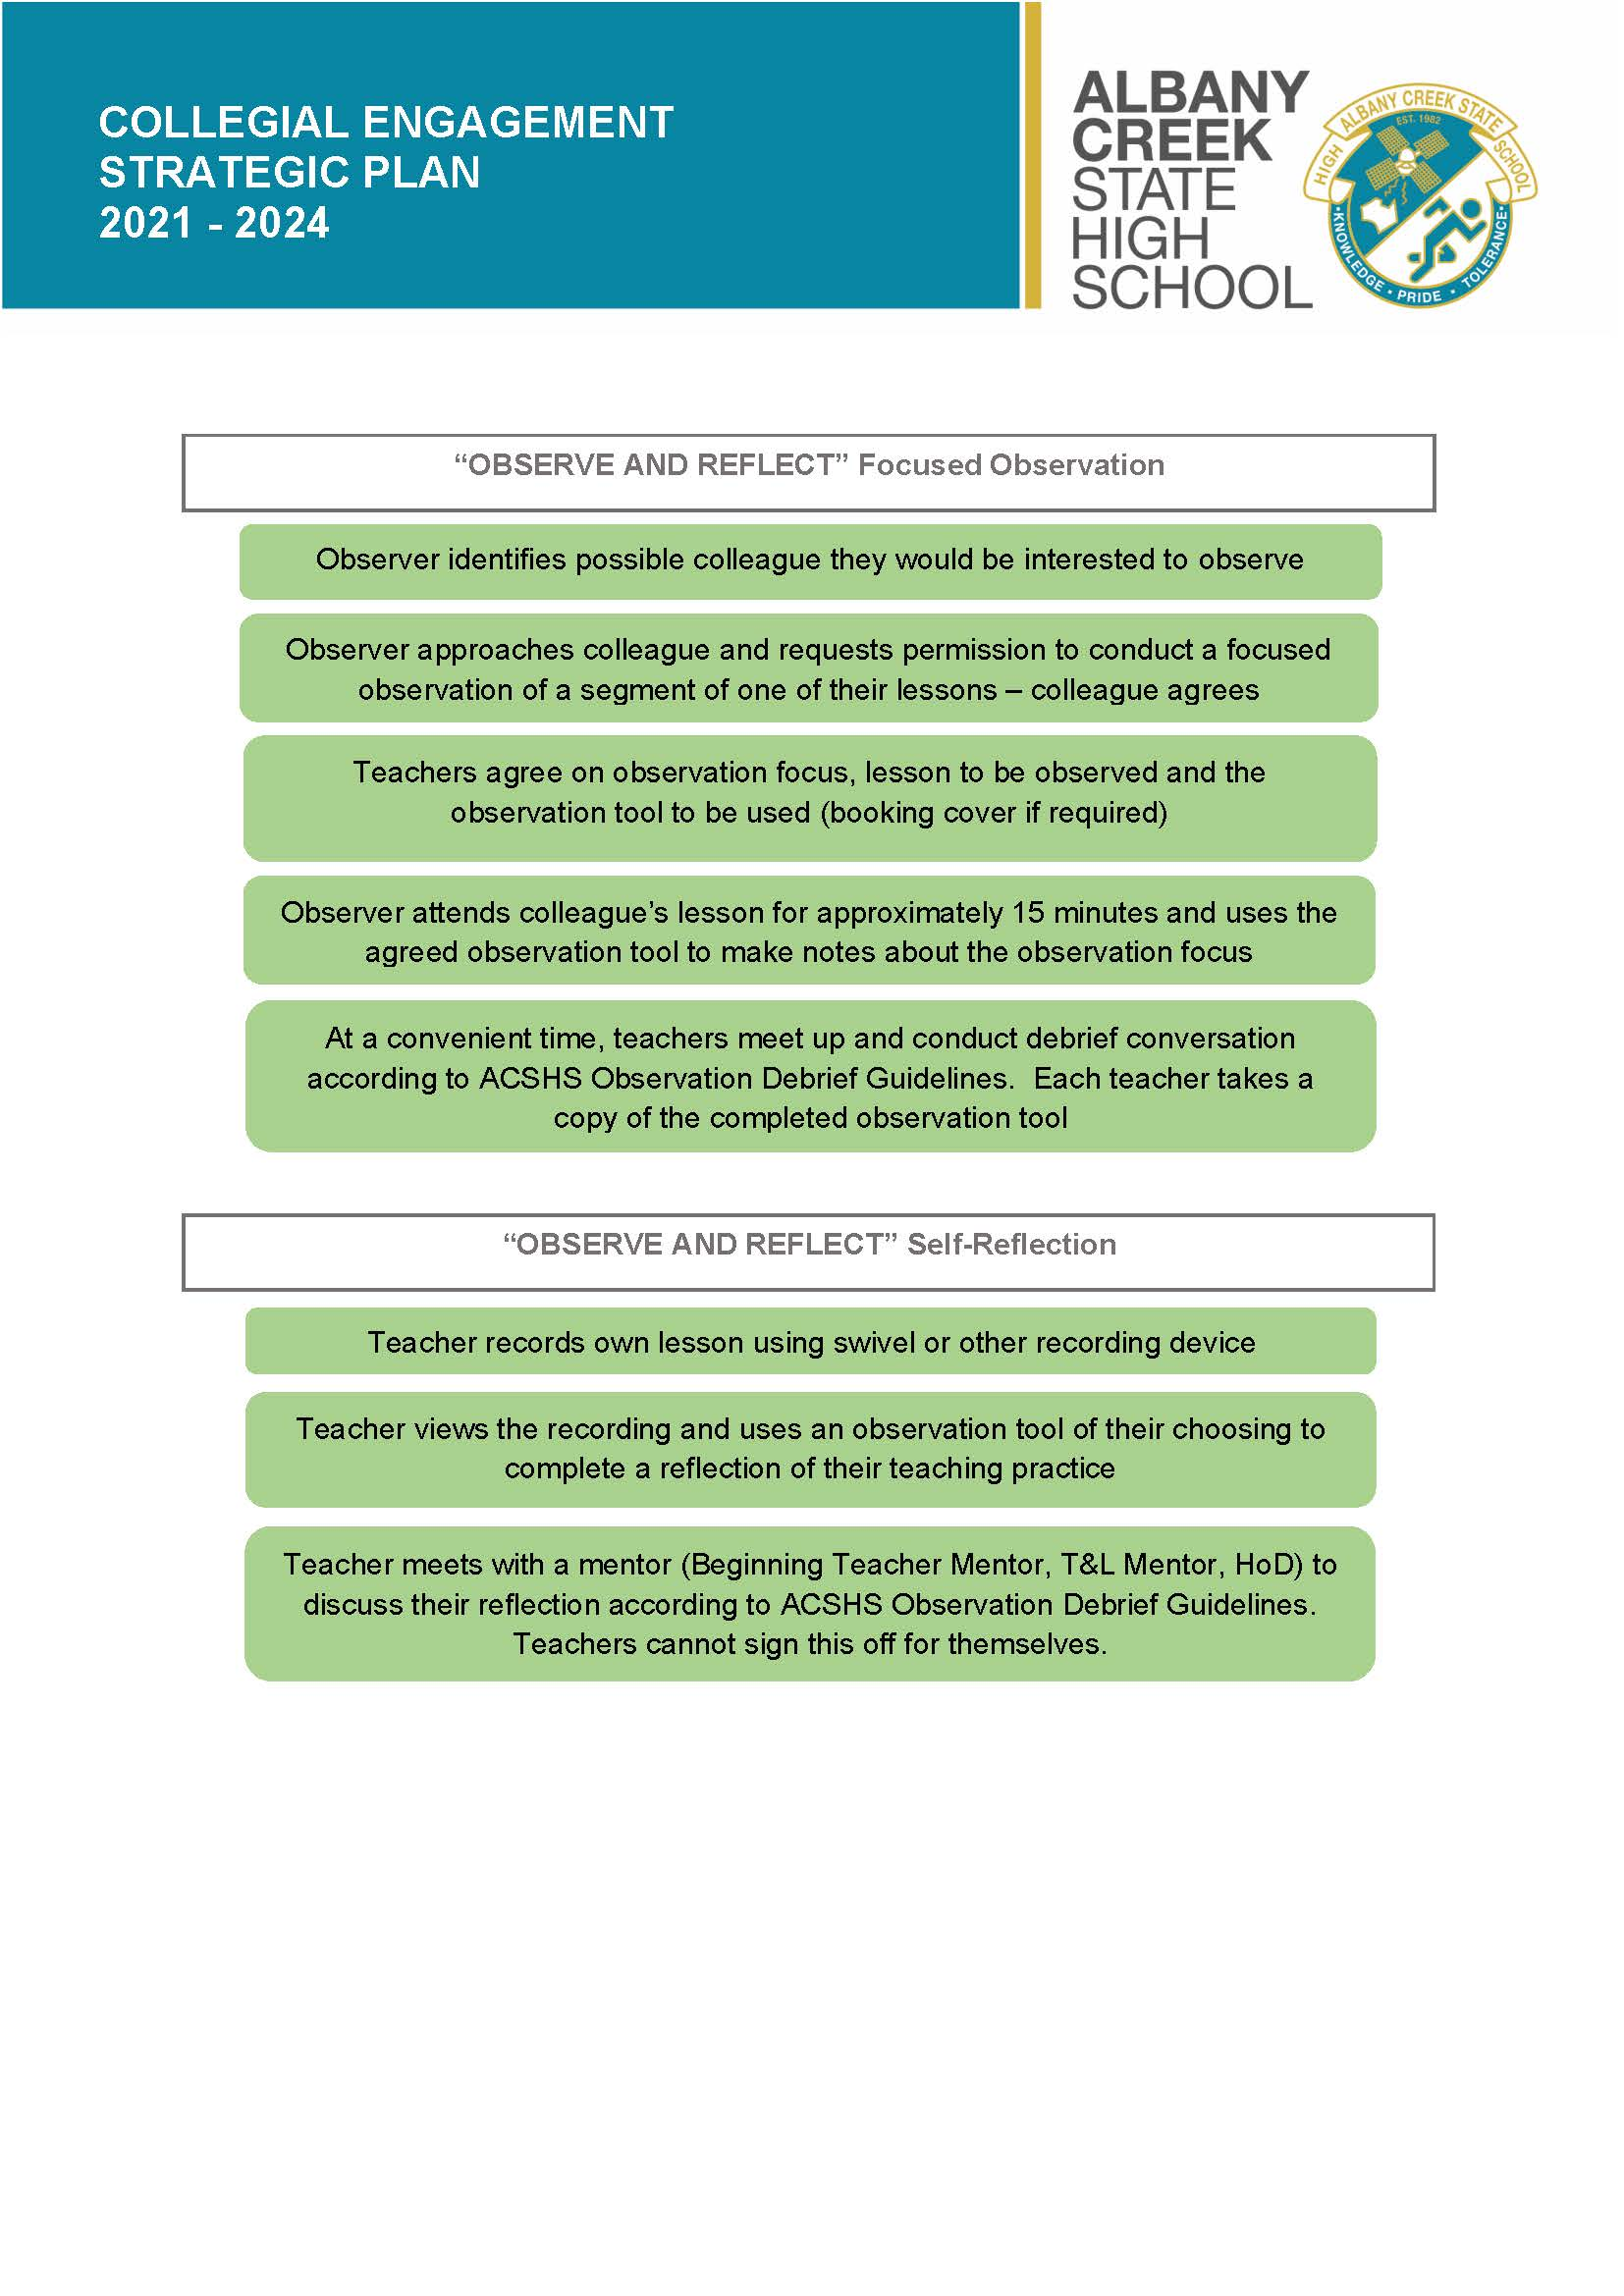 COLLEGIAL ENGAGEMENT
STRATEGIC PLAN
2021 - 2024
ALBANY
CREEK
STATE
HIGH
SCHOOL
HIGH ALBANY CREEK STATE SCHOOL
EST. 1982
•KNOWLEDGE • PRIDE • TOLERANCE•
“OBSERVE AND REFLECT” Focused Observation
Observer identifies possible colleague they would be interested to observe
Observer approaches colleague and requests permission to conduct a focused
observation of a segment of one of their lessons – colleague agrees
Teachers agree on observation focus, lesson to be observed and the
observation tool to be used (booking cover if required)
Observer attends colleague’s lesson for approximately 15 minutes and uses the
agreed observation tool to make notes about the observation focus
At a convenient time, teachers meet up and conduct debrief conversation
according to ACSHS Observation Debrief Guidelines.  Each teacher takes a
copy of the completed observation tool
“OBSERVE AND REFLECT” Self-Reflection
Teacher records own lesson using swivel or other recording device
Teacher views the recording and uses an observation tool of their choosing to
complete a reflection of their teaching practice
Teacher meets with a mentor (Beginning Teacher Mentor, T&L Mentor, HoD) to
discuss their reflection according to ACSHS Observation Debrief Guidelines.
Teachers cannot sign this off for themselves.